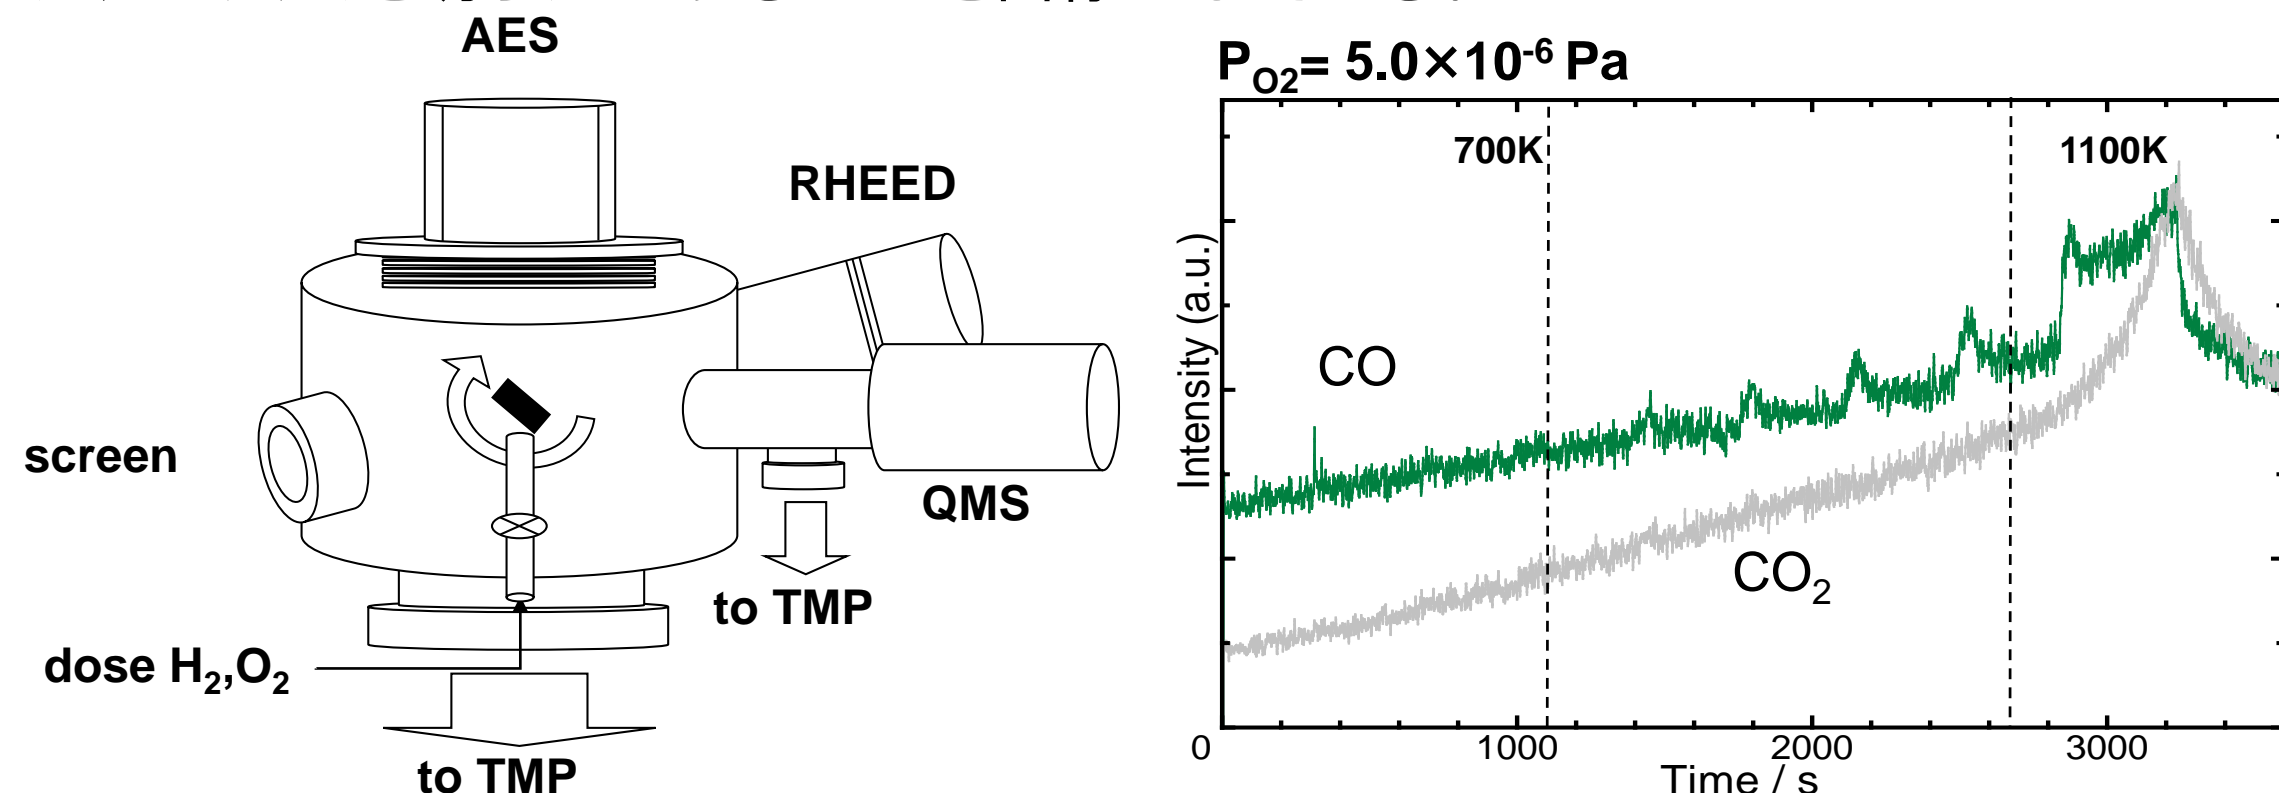 AES
RHEED
screen
QMS
to TMP
dose H₂,O₂
to TMP
P_O2= 5.0×10⁻⁶ Pa
700K
1100K
CO
CO₂
Intensity (a.u.)
0 1000 2000 3000
Time / s